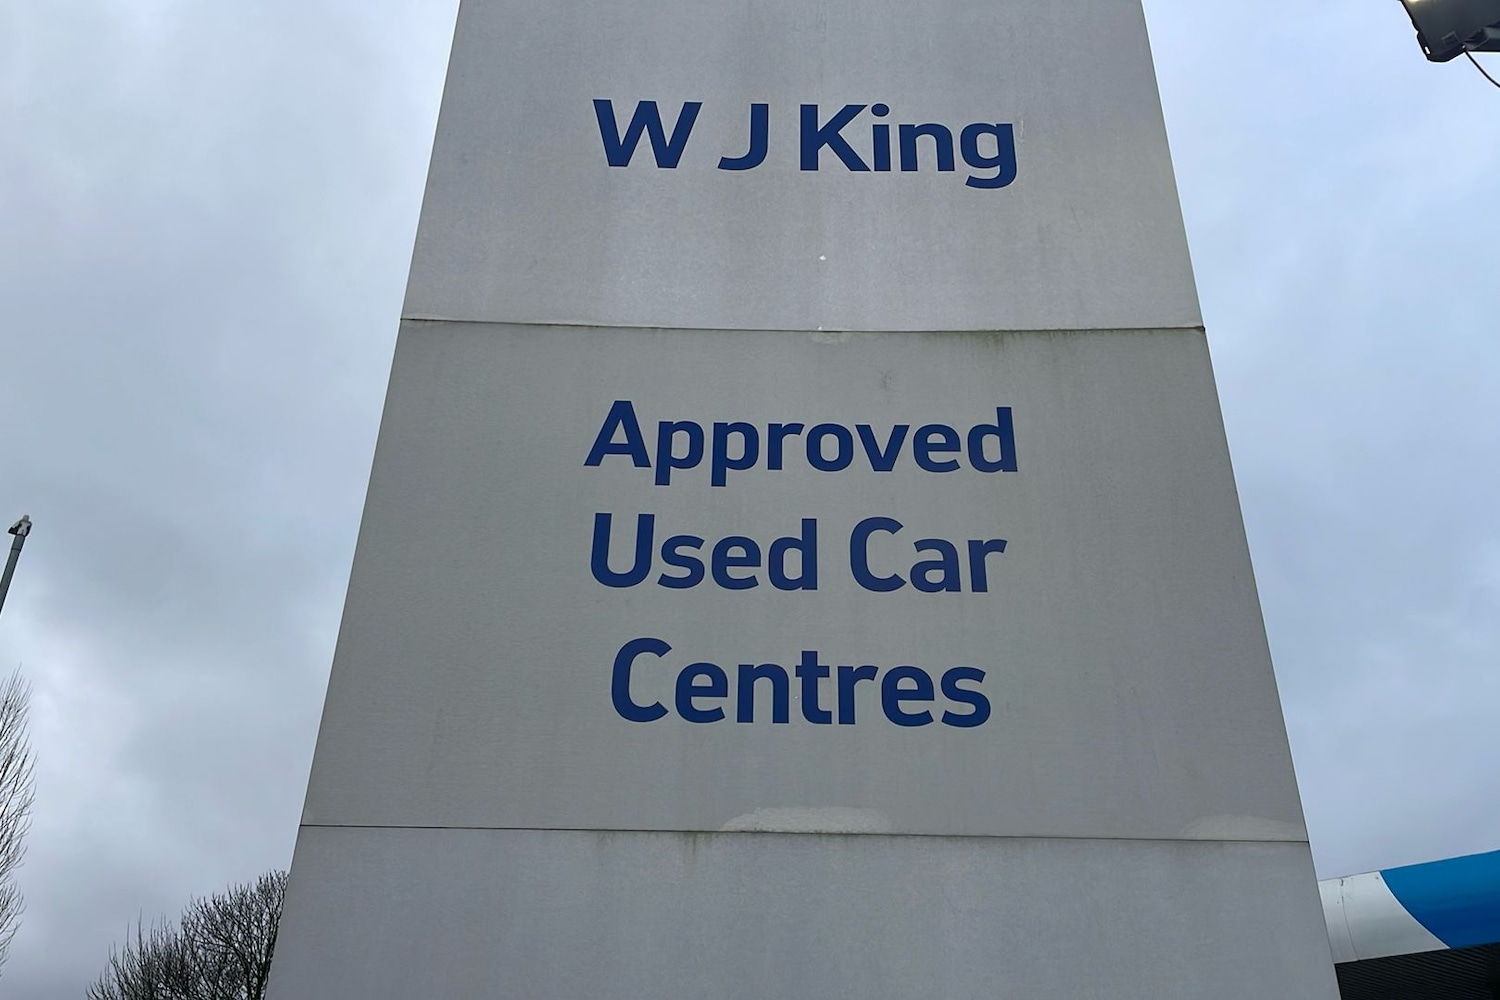 W J King
Approved
Used Car
Centres